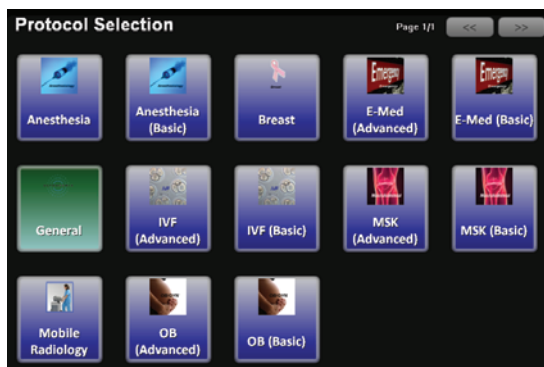 Protocol Selection
Page 1/1
<<
>>
Anesthesia
Anesthesia
(Basic)
Breast
Emergency
E-Med
(Advanced)
Emergency
E-Med (Basic)
General
IVF
(Advanced)
IVF (Basic)
MSK
(Advanced)
MSK (Basic)
Mobile
Radiology
OB
(Advanced)
OB (Basic)